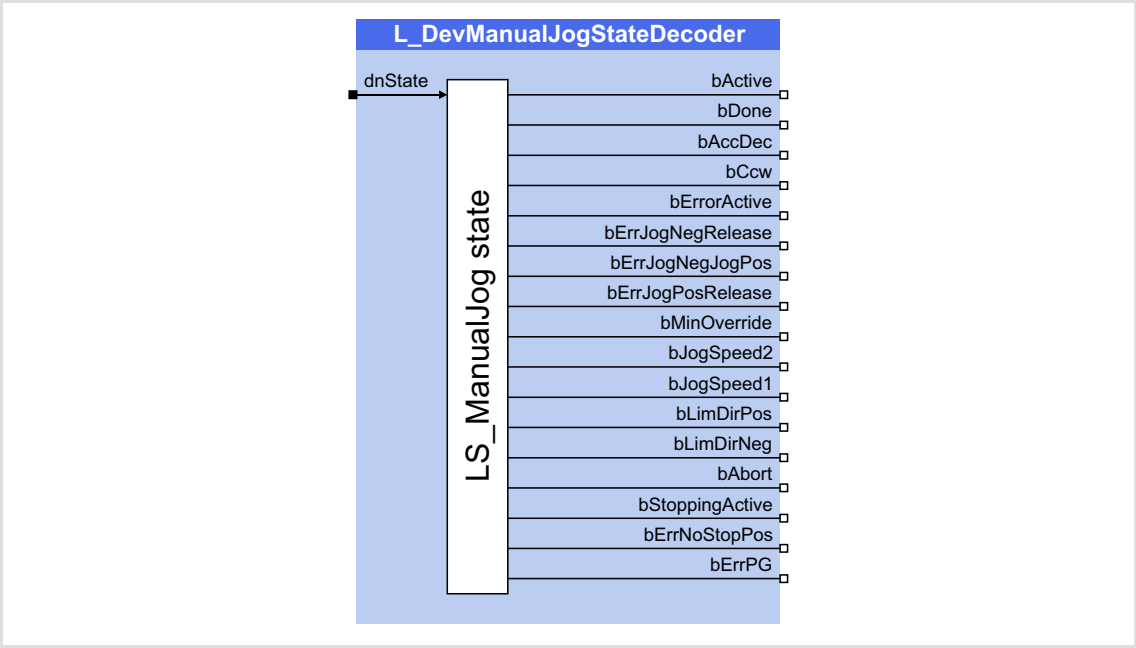 L_DevManualJogStateDecoder
dnState
LS_ManualJog state
bActive
bDone
bAccDec
bCcw
bErrorActive
bErrJogNegRelease
bErrJogNegJogPos
bErrJogPosRelease
bMinOverride
bJogSpeed2
bJogSpeed1
bLimDirPos
bLimDirNeg
bAbort
bStoppingActive
bErrNoStopPos
bErrPG